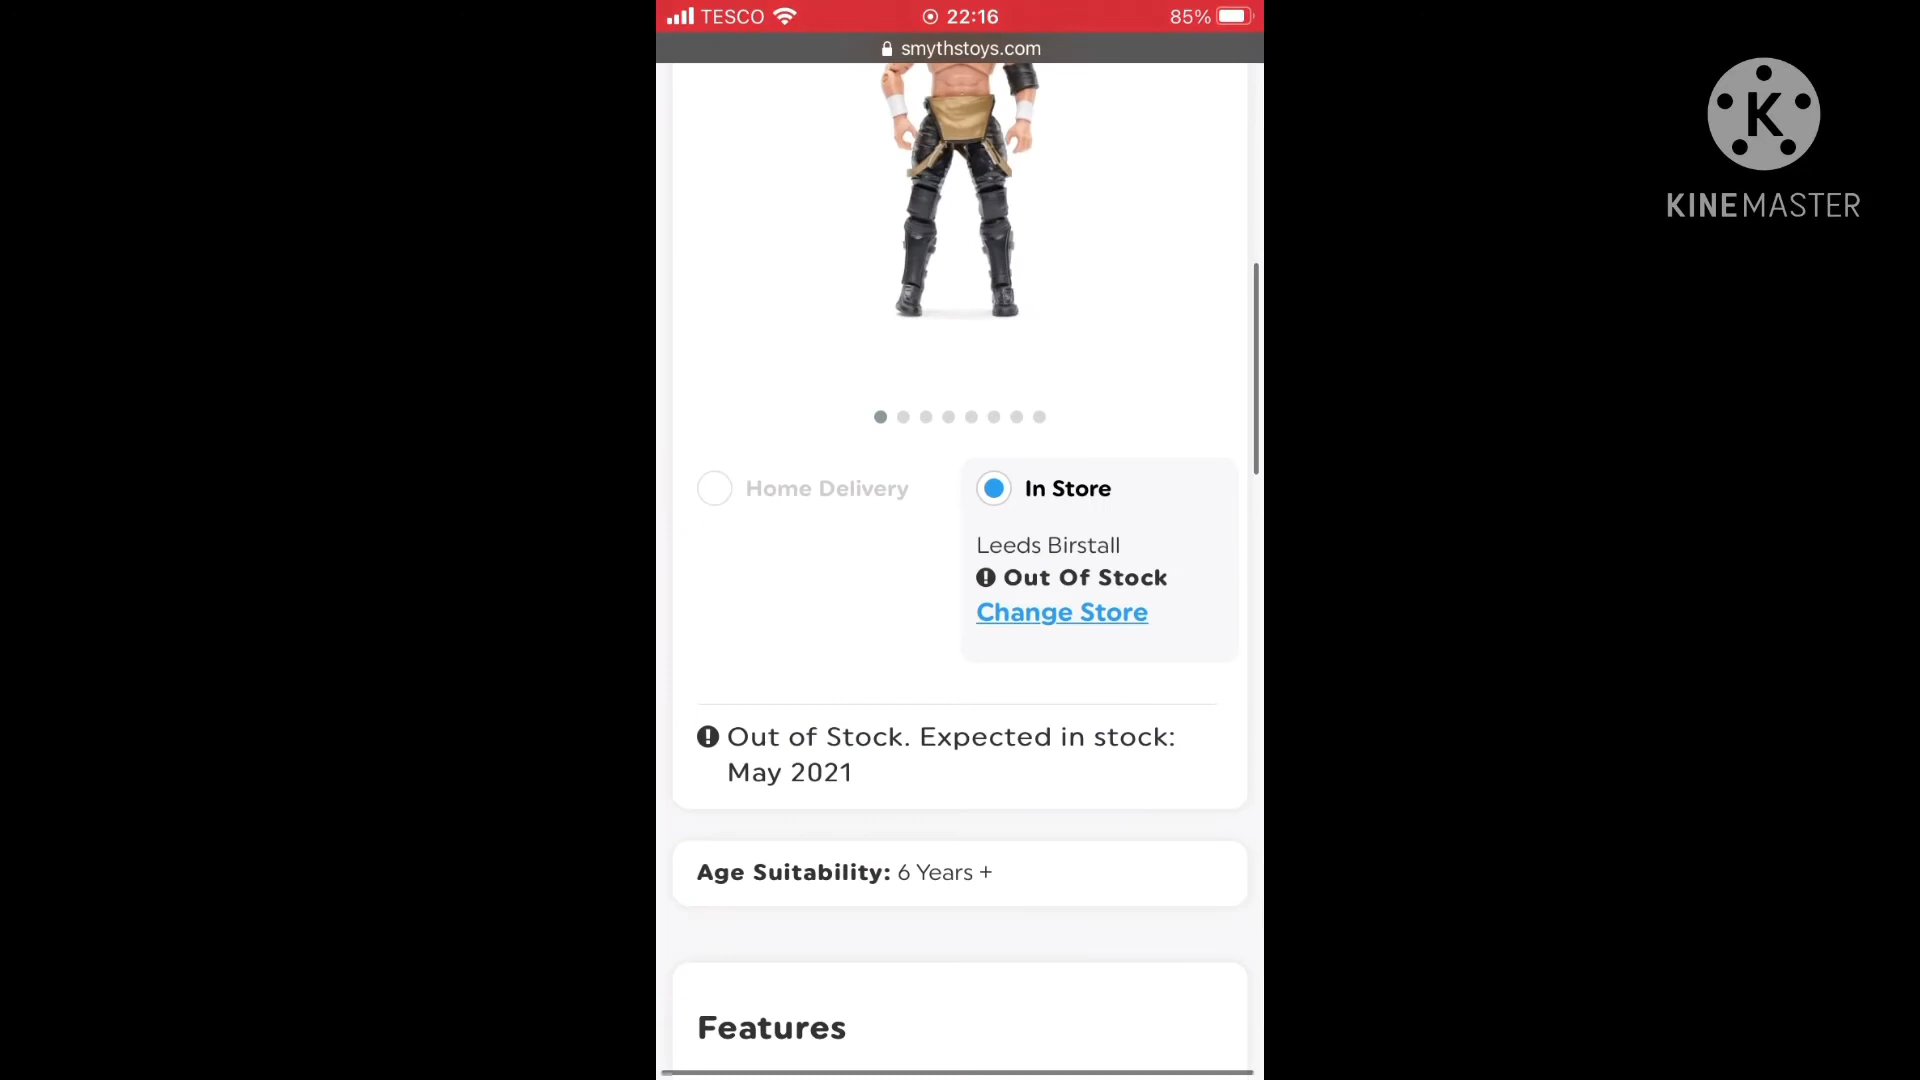 TESCO 22:16 85%
smythstoys.com
K
KINEMASTER
Home Delivery
In Store
Leeds Birstall
Out Of Stock
Change Store
Out of Stock. Expected in stock:
May 2021
Age Suitability: 6 Years +
Features